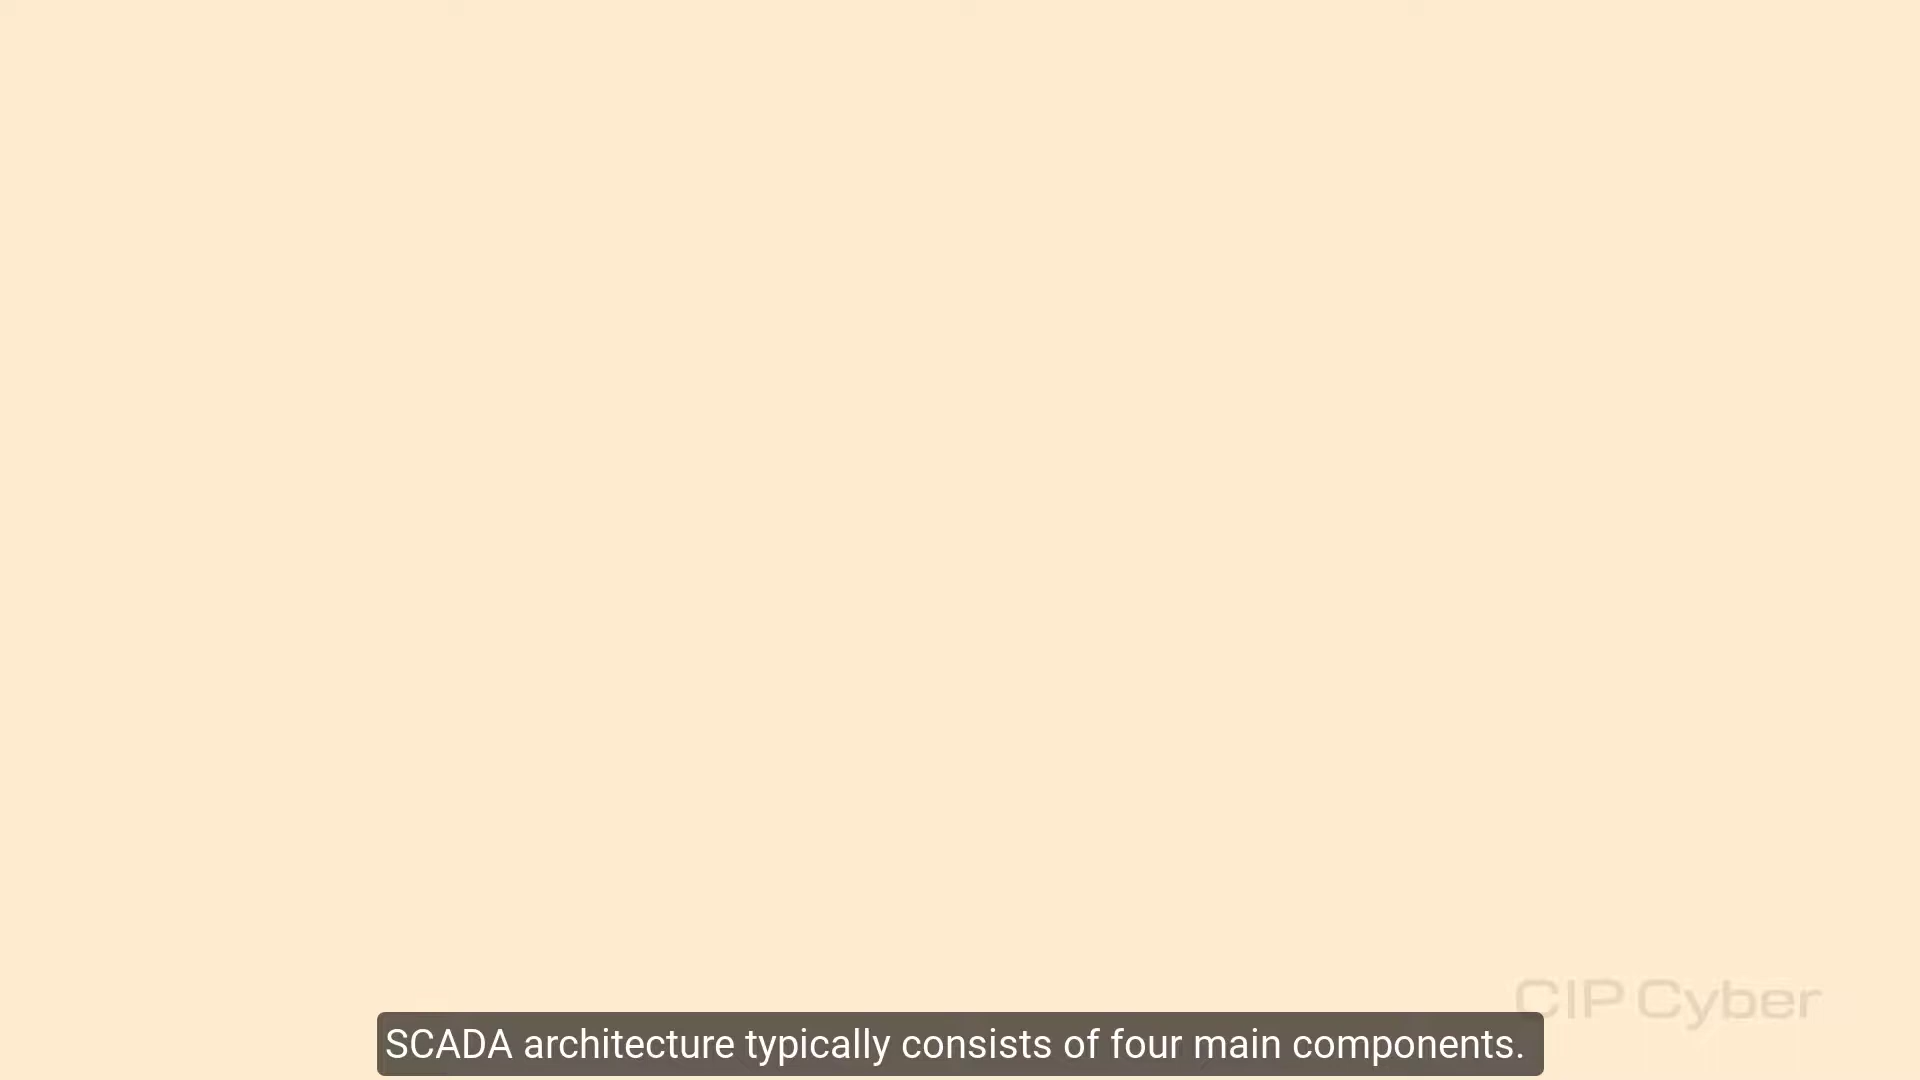 CIP Cyber
SCADA architecture typically consists of four main components.